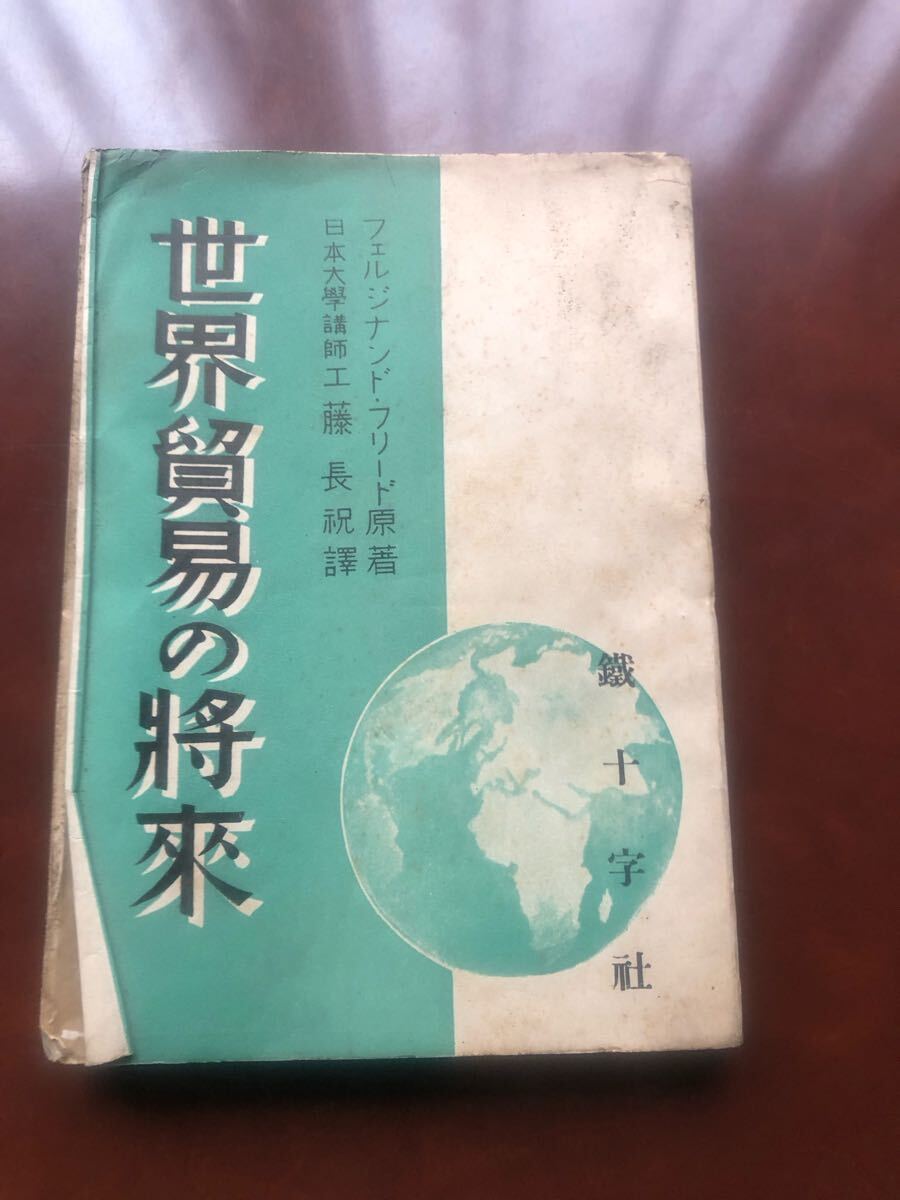 フェルジナンド・フリード原著
日本大學講師工藤長祝譯
世界貿易の將來
鐵十字社